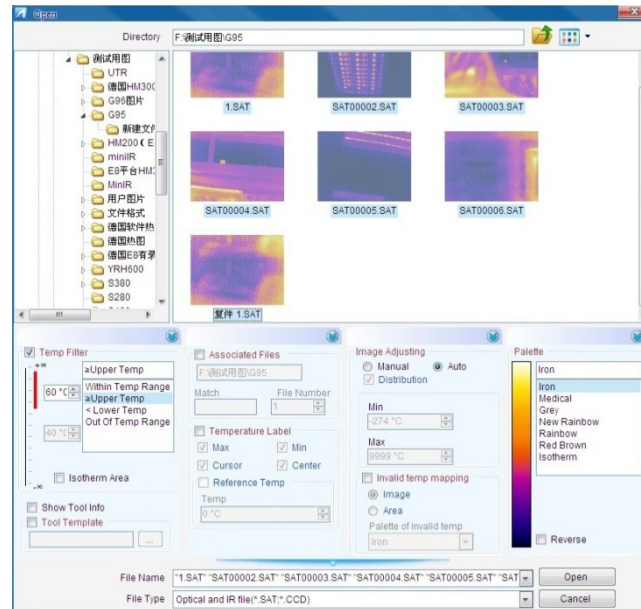 Open
Directory
F:\测试用图\G95
测试用图
UTR
德国HM300
G96图片
G95
新建文件
HM200 ( E
miniIR
E8平台HM
MinIR
用户图片
文件格式
德国软件热
德国热图
德国E8有录
YRH600
S380
S280
1.SAT
SAT00002.SAT
SAT00003.SAT
SAT00004.SAT
SAT00005.SAT
SAT00006.SAT
复件 1.SAT
Temp Filter
+∞
≥Upper Temp
60 °C
Within Temp Range
≥Upper Temp
< Lower Temp
Out Of Temp Range
40 °C
-∞
Isotherm Area
Show Tool Info
Tool Template
...
Associated Files
F:\测试用图\G95
Match
File Number
1
Temperature Label
Max
Min
Cursor
Center
Reference Temp
Temp
0 °C
Image Adjusting
Manual
Auto
Distribution
Min
-274 °C
Max
9999 °C
Invalid temp mapping
Image
Area
Palette of invalid temp
Iron
Palette
Iron
Iron
Medical
Grey
New Rainbow
Rainbow
Red Brown
Isotherm
Reverse
File Name
"1.SAT" "SAT00002.SAT" "SAT00003.SAT" "SAT00004.SAT" "SAT00005.SAT" "SAT
Open
File Type
Optical and IR file(*.SAT;*.CCD)
Cancel